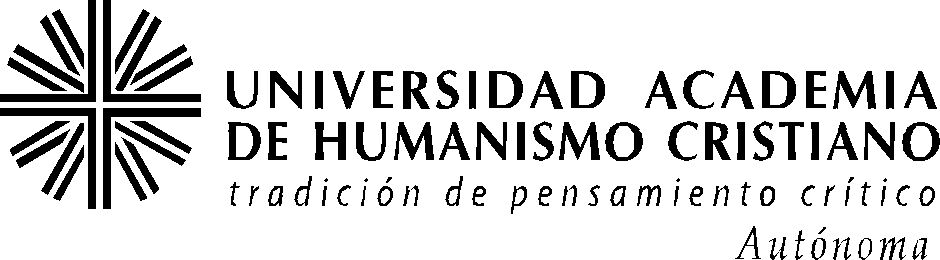 UNIVERSIDAD ACADEMIA
DE HUMANISMO CRISTIANO
tradición de pensamiento crítico
Autónoma